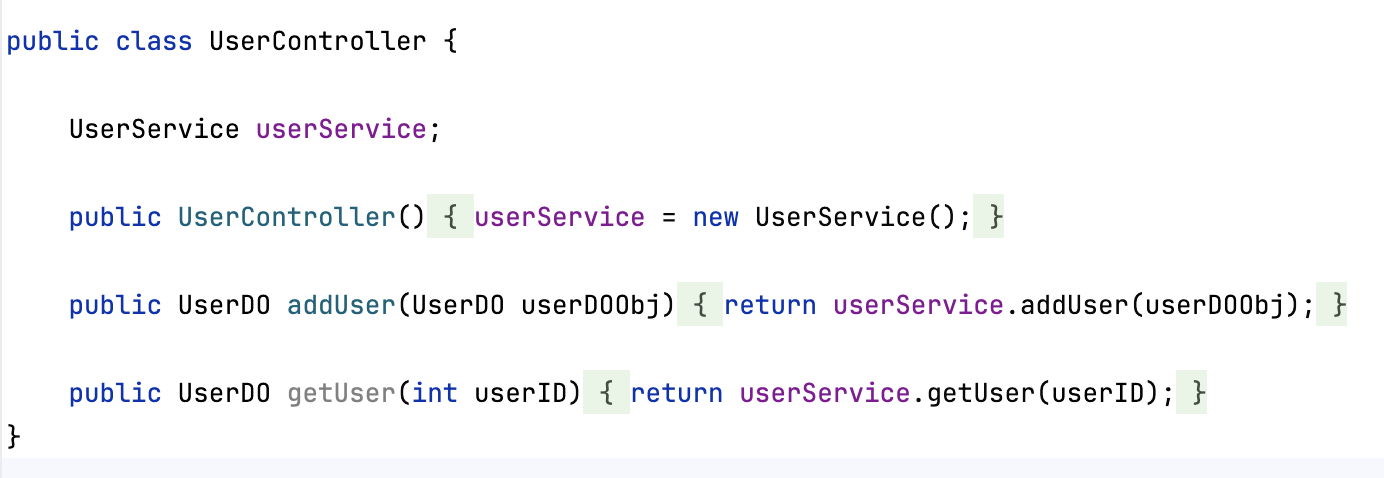 public class UserController {
UserService userService;
public UserController() { userService = new UserService(); }
public UserDO addUser(UserDO userDOObj) { return userService.addUser(userDOObj); }
public UserDO getUser(int userID) { return userService.getUser(userID); }
}